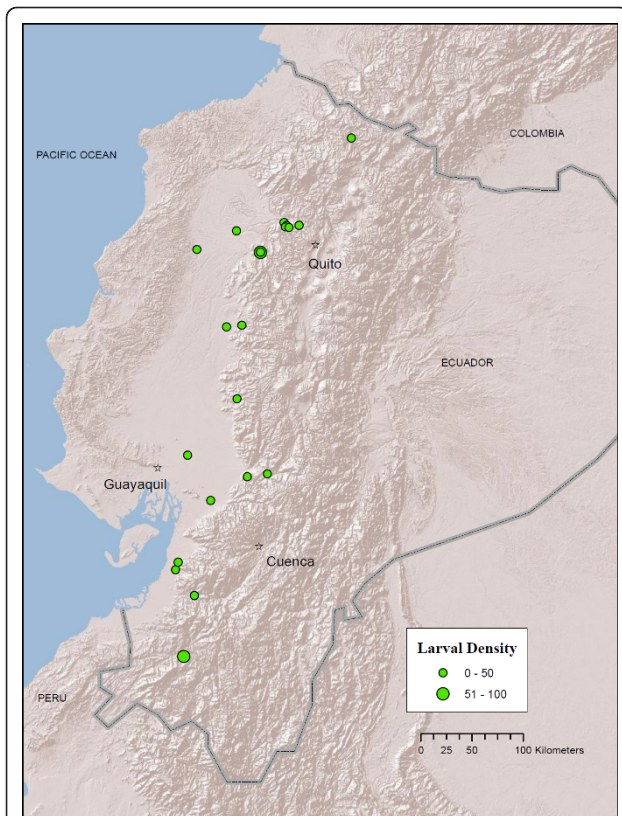 COLOMBIA
PACIFIC OCEAN
Quito
ECUADOR
Guayaquil
Cuenca
Larval Density
0 - 50
51 - 100
PERU
0 25 50 100 Kilometers